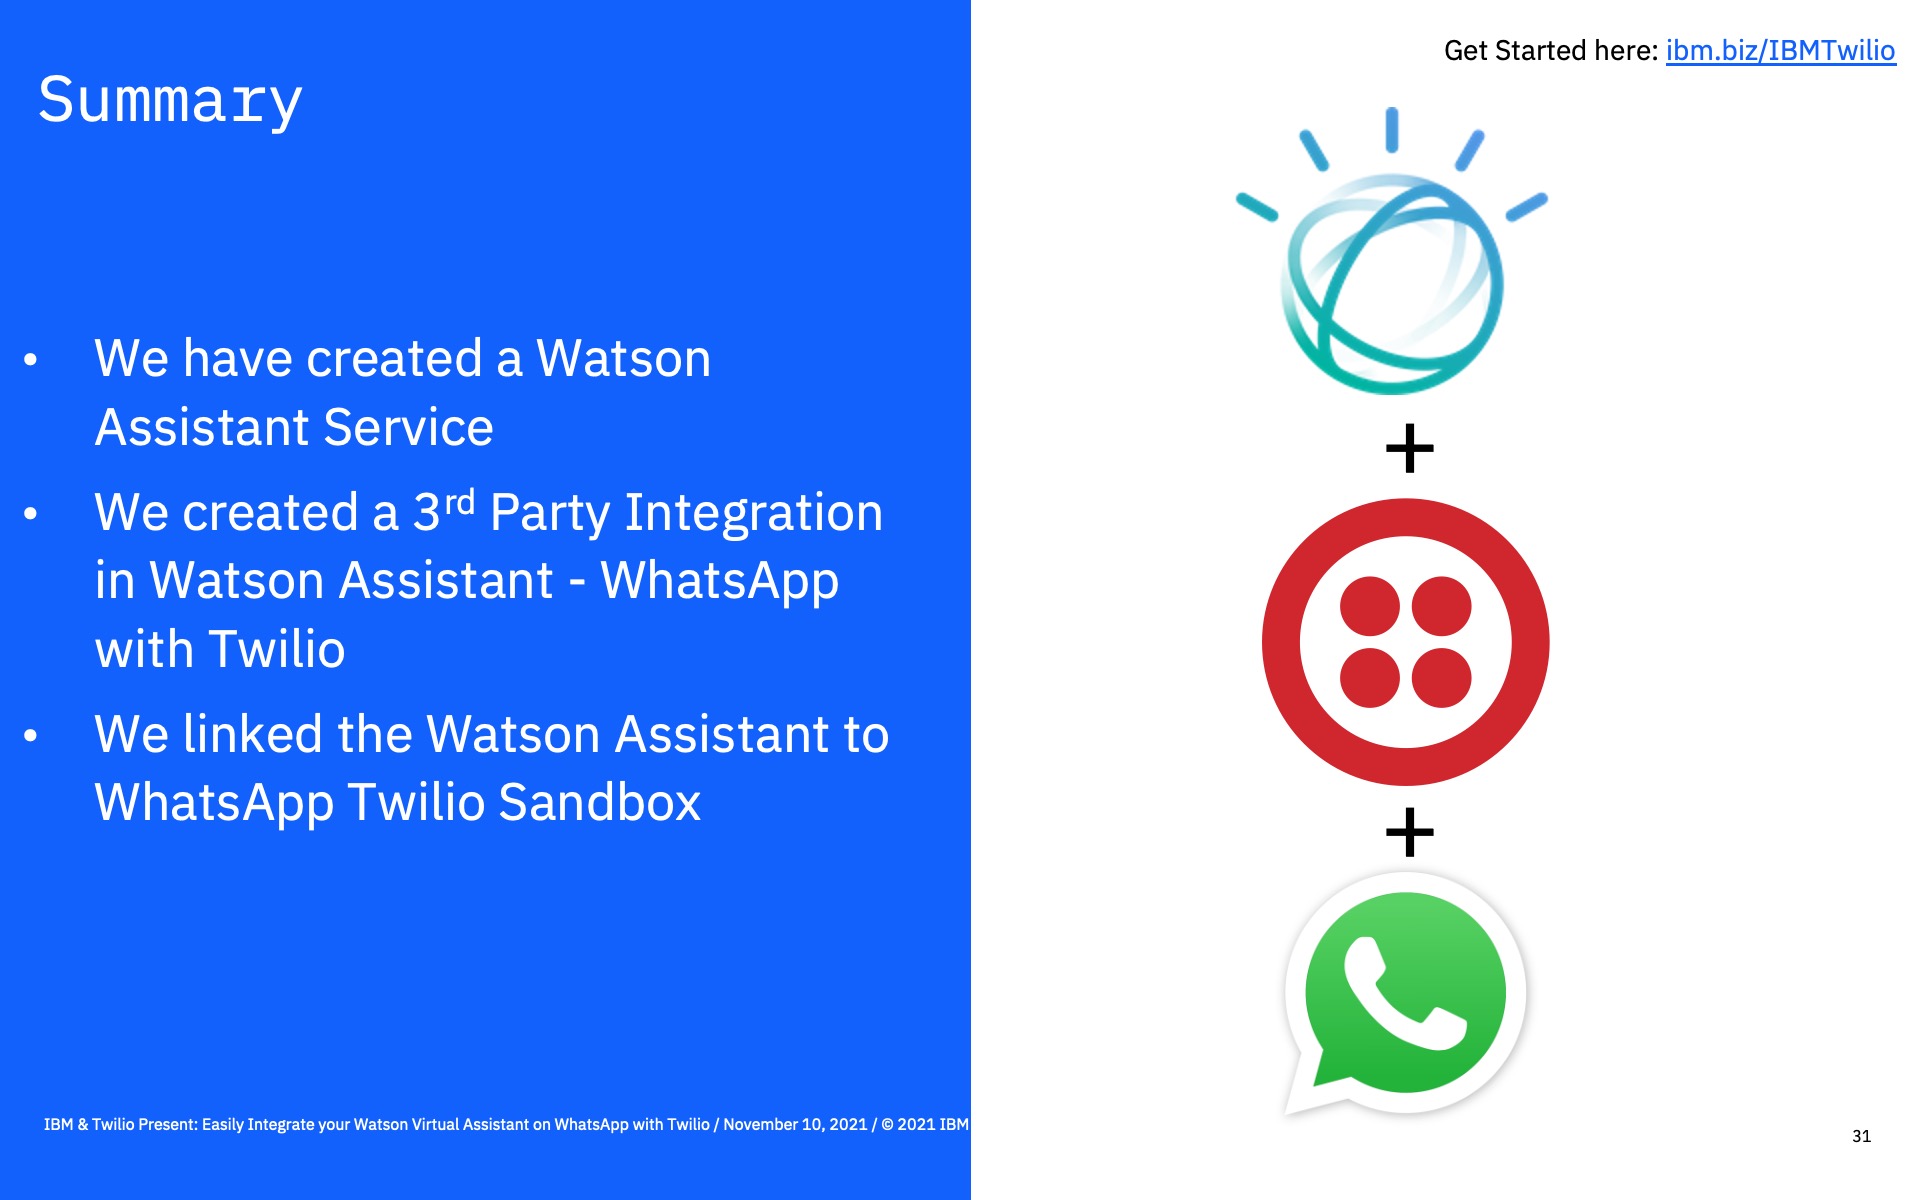 Get Started here: ibm.biz/IBMTwilio
Summary
• We have created a Watson
Assistant Service
• We created a 3rd Party Integration
in Watson Assistant - WhatsApp
with Twilio
• We linked the Watson Assistant to
WhatsApp Twilio Sandbox
+
+
IBM & Twilio Present: Easily Integrate your Watson Virtual Assistant on WhatsApp with Twilio / November 10, 2021 / © 2021 IBM
31